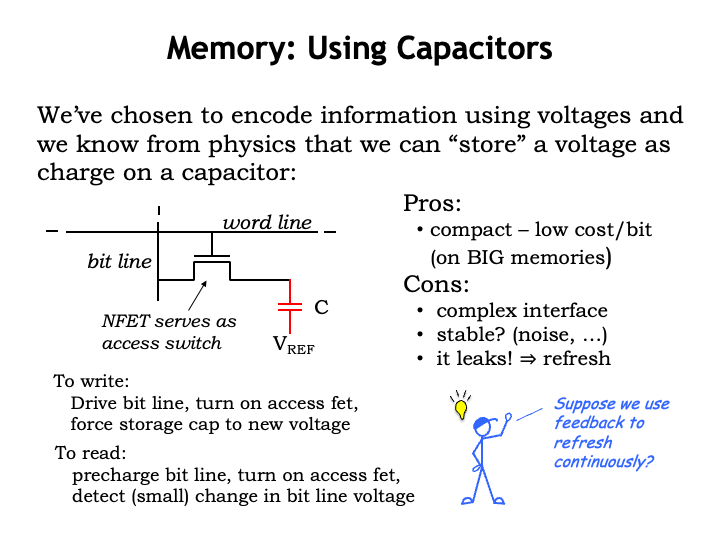 Memory: Using Capacitors
We’ve chosen to encode information using voltages and
we know from physics that we can “store” a voltage as
charge on a capacitor:
word line
bit line
NFET serves as
access switch
C
VREF
Pros:
• compact – low cost/bit
(on BIG memories)
Cons:
• complex interface
• stable? (noise, …)
• it leaks! ⇒ refresh
To write:
Drive bit line, turn on access fet,
force storage cap to new voltage
To read:
precharge bit line, turn on access fet,
detect (small) change in bit line voltage
Suppose we use
feedback to
refresh
continuously?